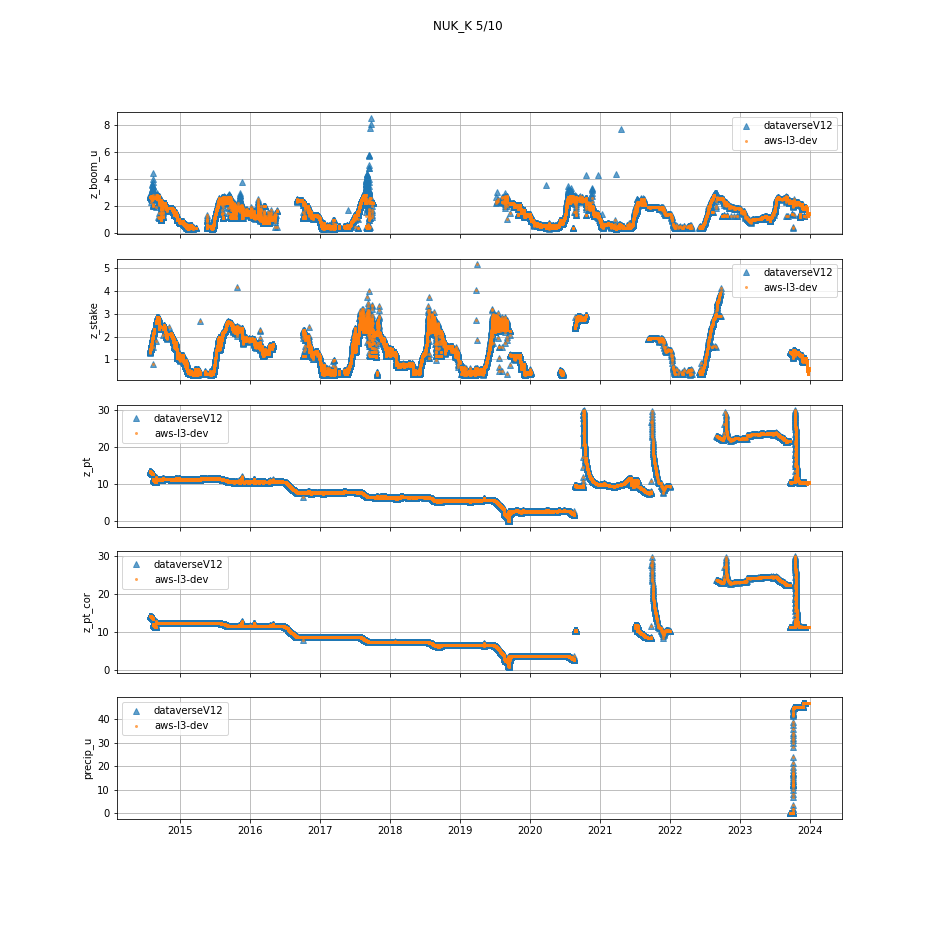 NUK_K 5/10
z_boom_u
8
6
4
2
0
dataverseV12
aws-l3-dev
z_stake
5
4
3
2
1
dataverseV12
aws-l3-dev
z_pt
30
20
10
0
dataverseV12
aws-l3-dev
z_pt_cor
30
20
10
0
dataverseV12
aws-l3-dev
precip_u
40
30
20
10
0
dataverseV12
aws-l3-dev
2015 2016 2017 2018 2019 2020 2021 2022 2023 2024